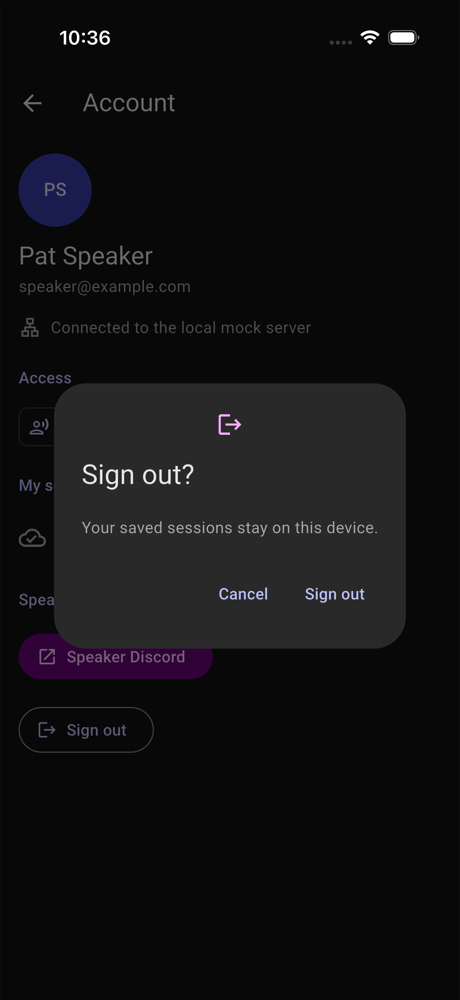 10:36
Account
PS
Pat Speaker
speaker@example.com
Connected to the local mock server
Access
Sign out?
My s
Your saved sessions stay on this device.
Cancel
Sign out
Spea
Speaker Discord
Sign out